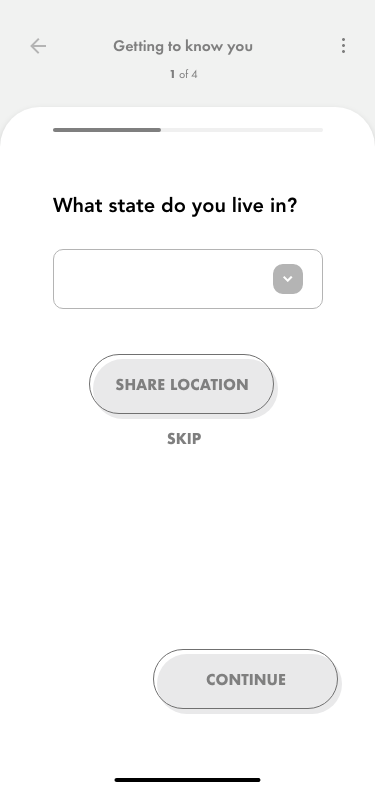 Getting to know you
1 of 4
What state do you live in?
SHARE LOCATION
SKIP
CONTINUE